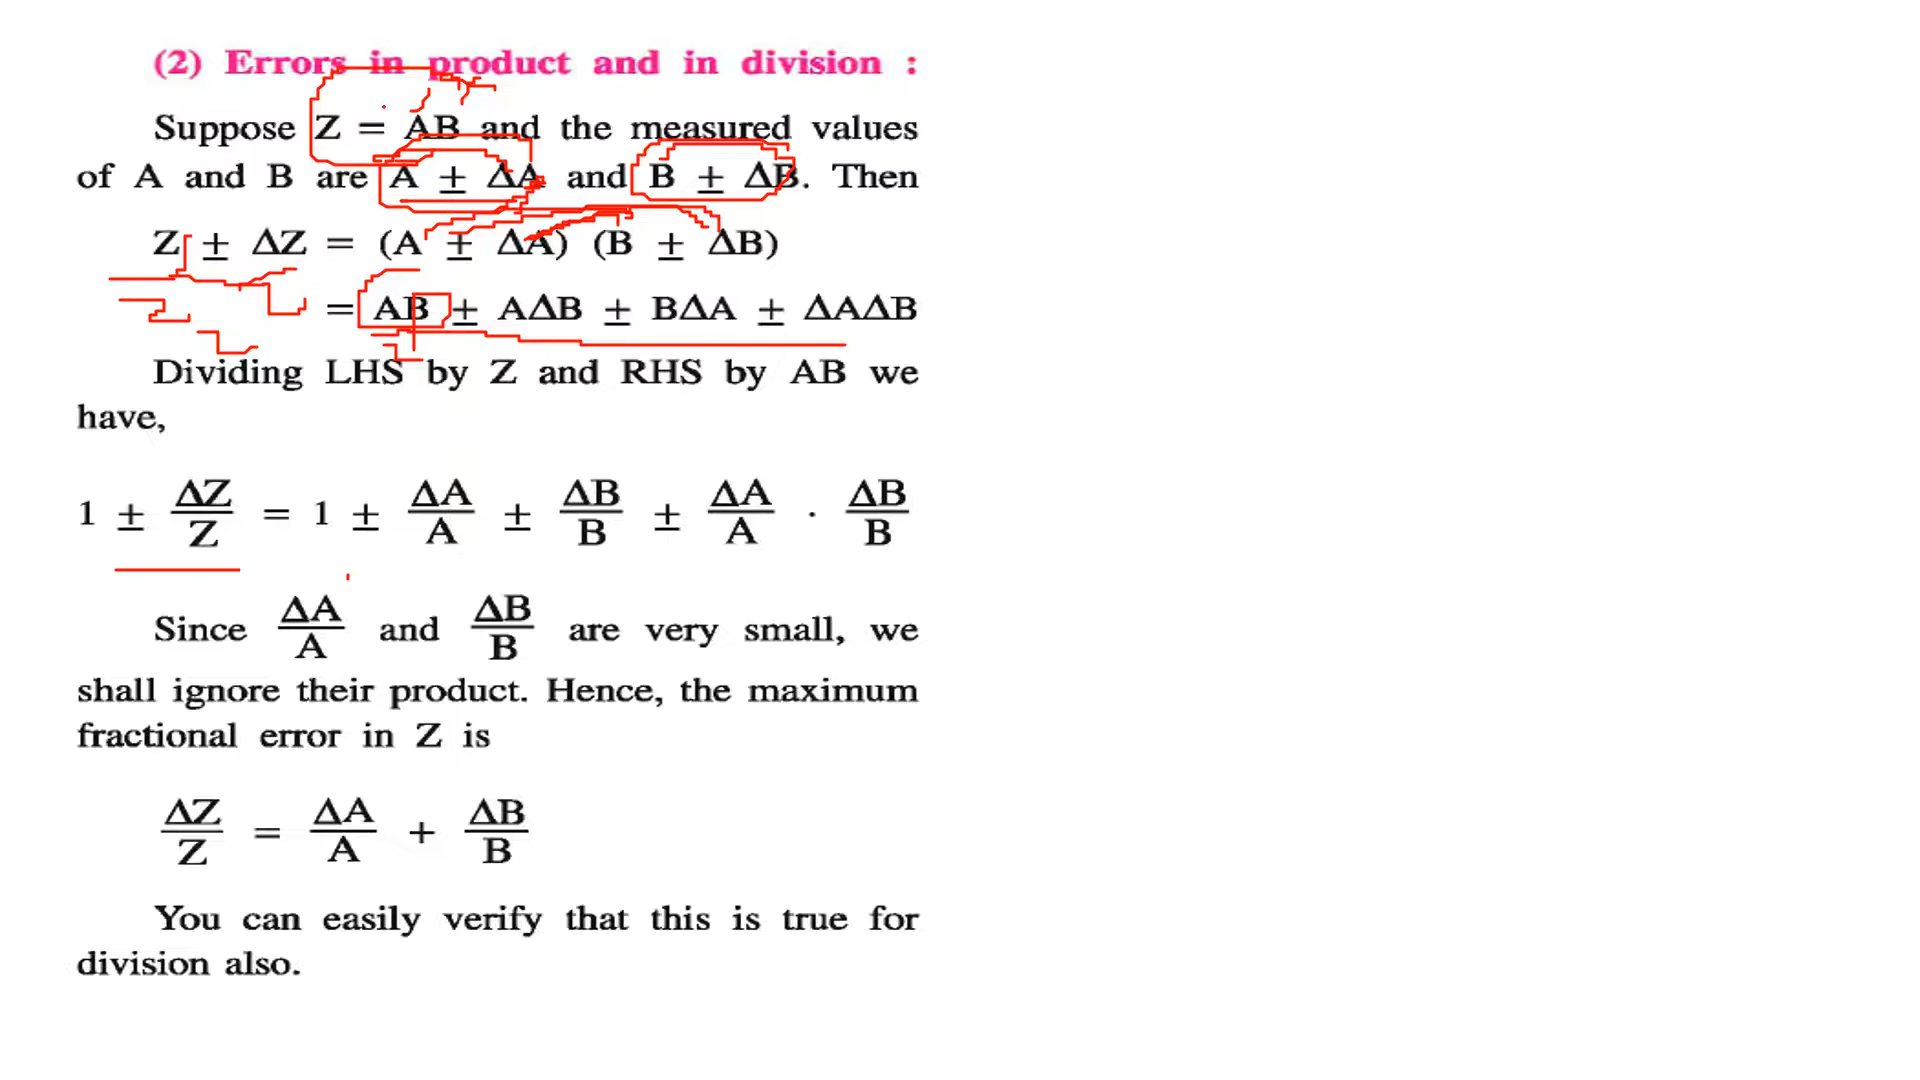 (2) Errors in product and in division :
Suppose Z = AB and the measured values
of A and B are A ± ΔA and B ± ΔB. Then
Z ± ΔZ = (A ± ΔA) (B ± ΔB)
= AB ± AΔB ± BΔA ± ΔAΔB
Dividing LHS by Z and RHS by AB we
have,
1 ± ΔZ/Z = 1 ± ΔA/A ± ΔB/B ± ΔA/A · ΔB/B
Since ΔA/A and ΔB/B are very small, we
shall ignore their product. Hence, the maximum
fractional error in Z is
ΔZ/Z = ΔA/A + ΔB/B
You can easily verify that this is true for
division also.